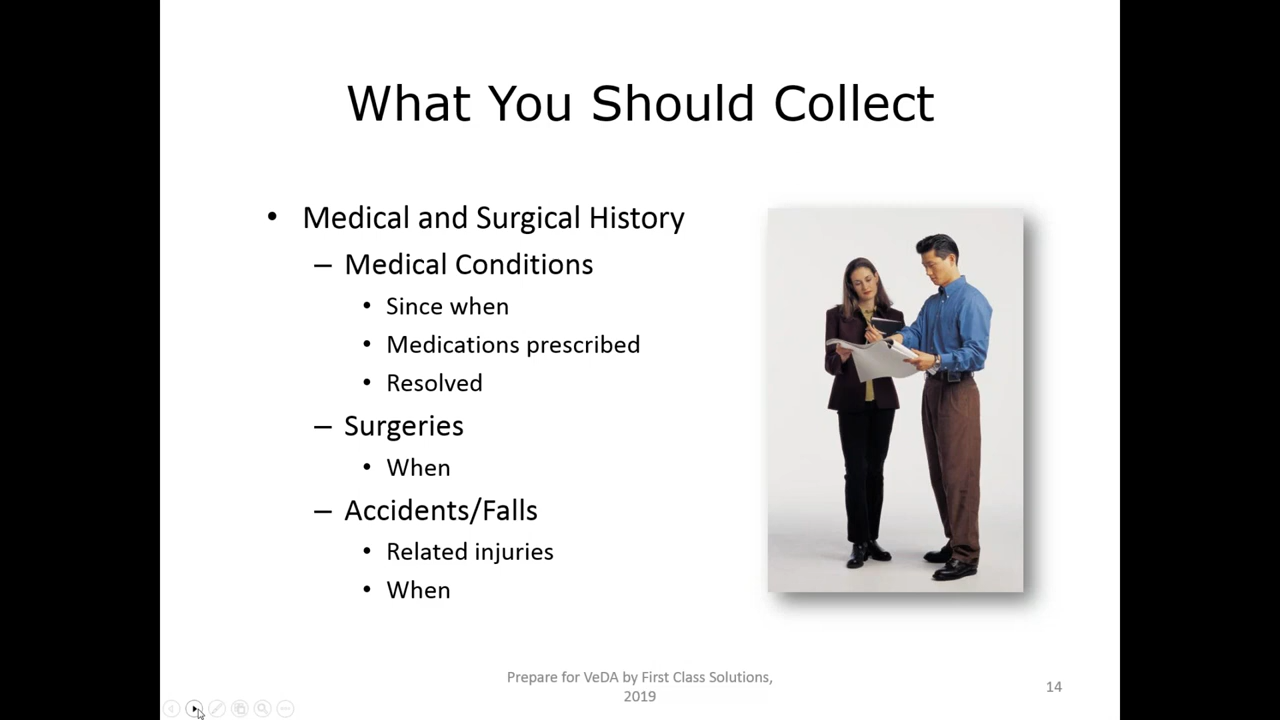 What You Should Collect
• Medical and Surgical History
– Medical Conditions
• Since when
• Medications prescribed
• Resolved
– Surgeries
• When
– Accidents/Falls
• Related injuries
• When
Prepare for VeDA by First Class Solutions,
2019
14